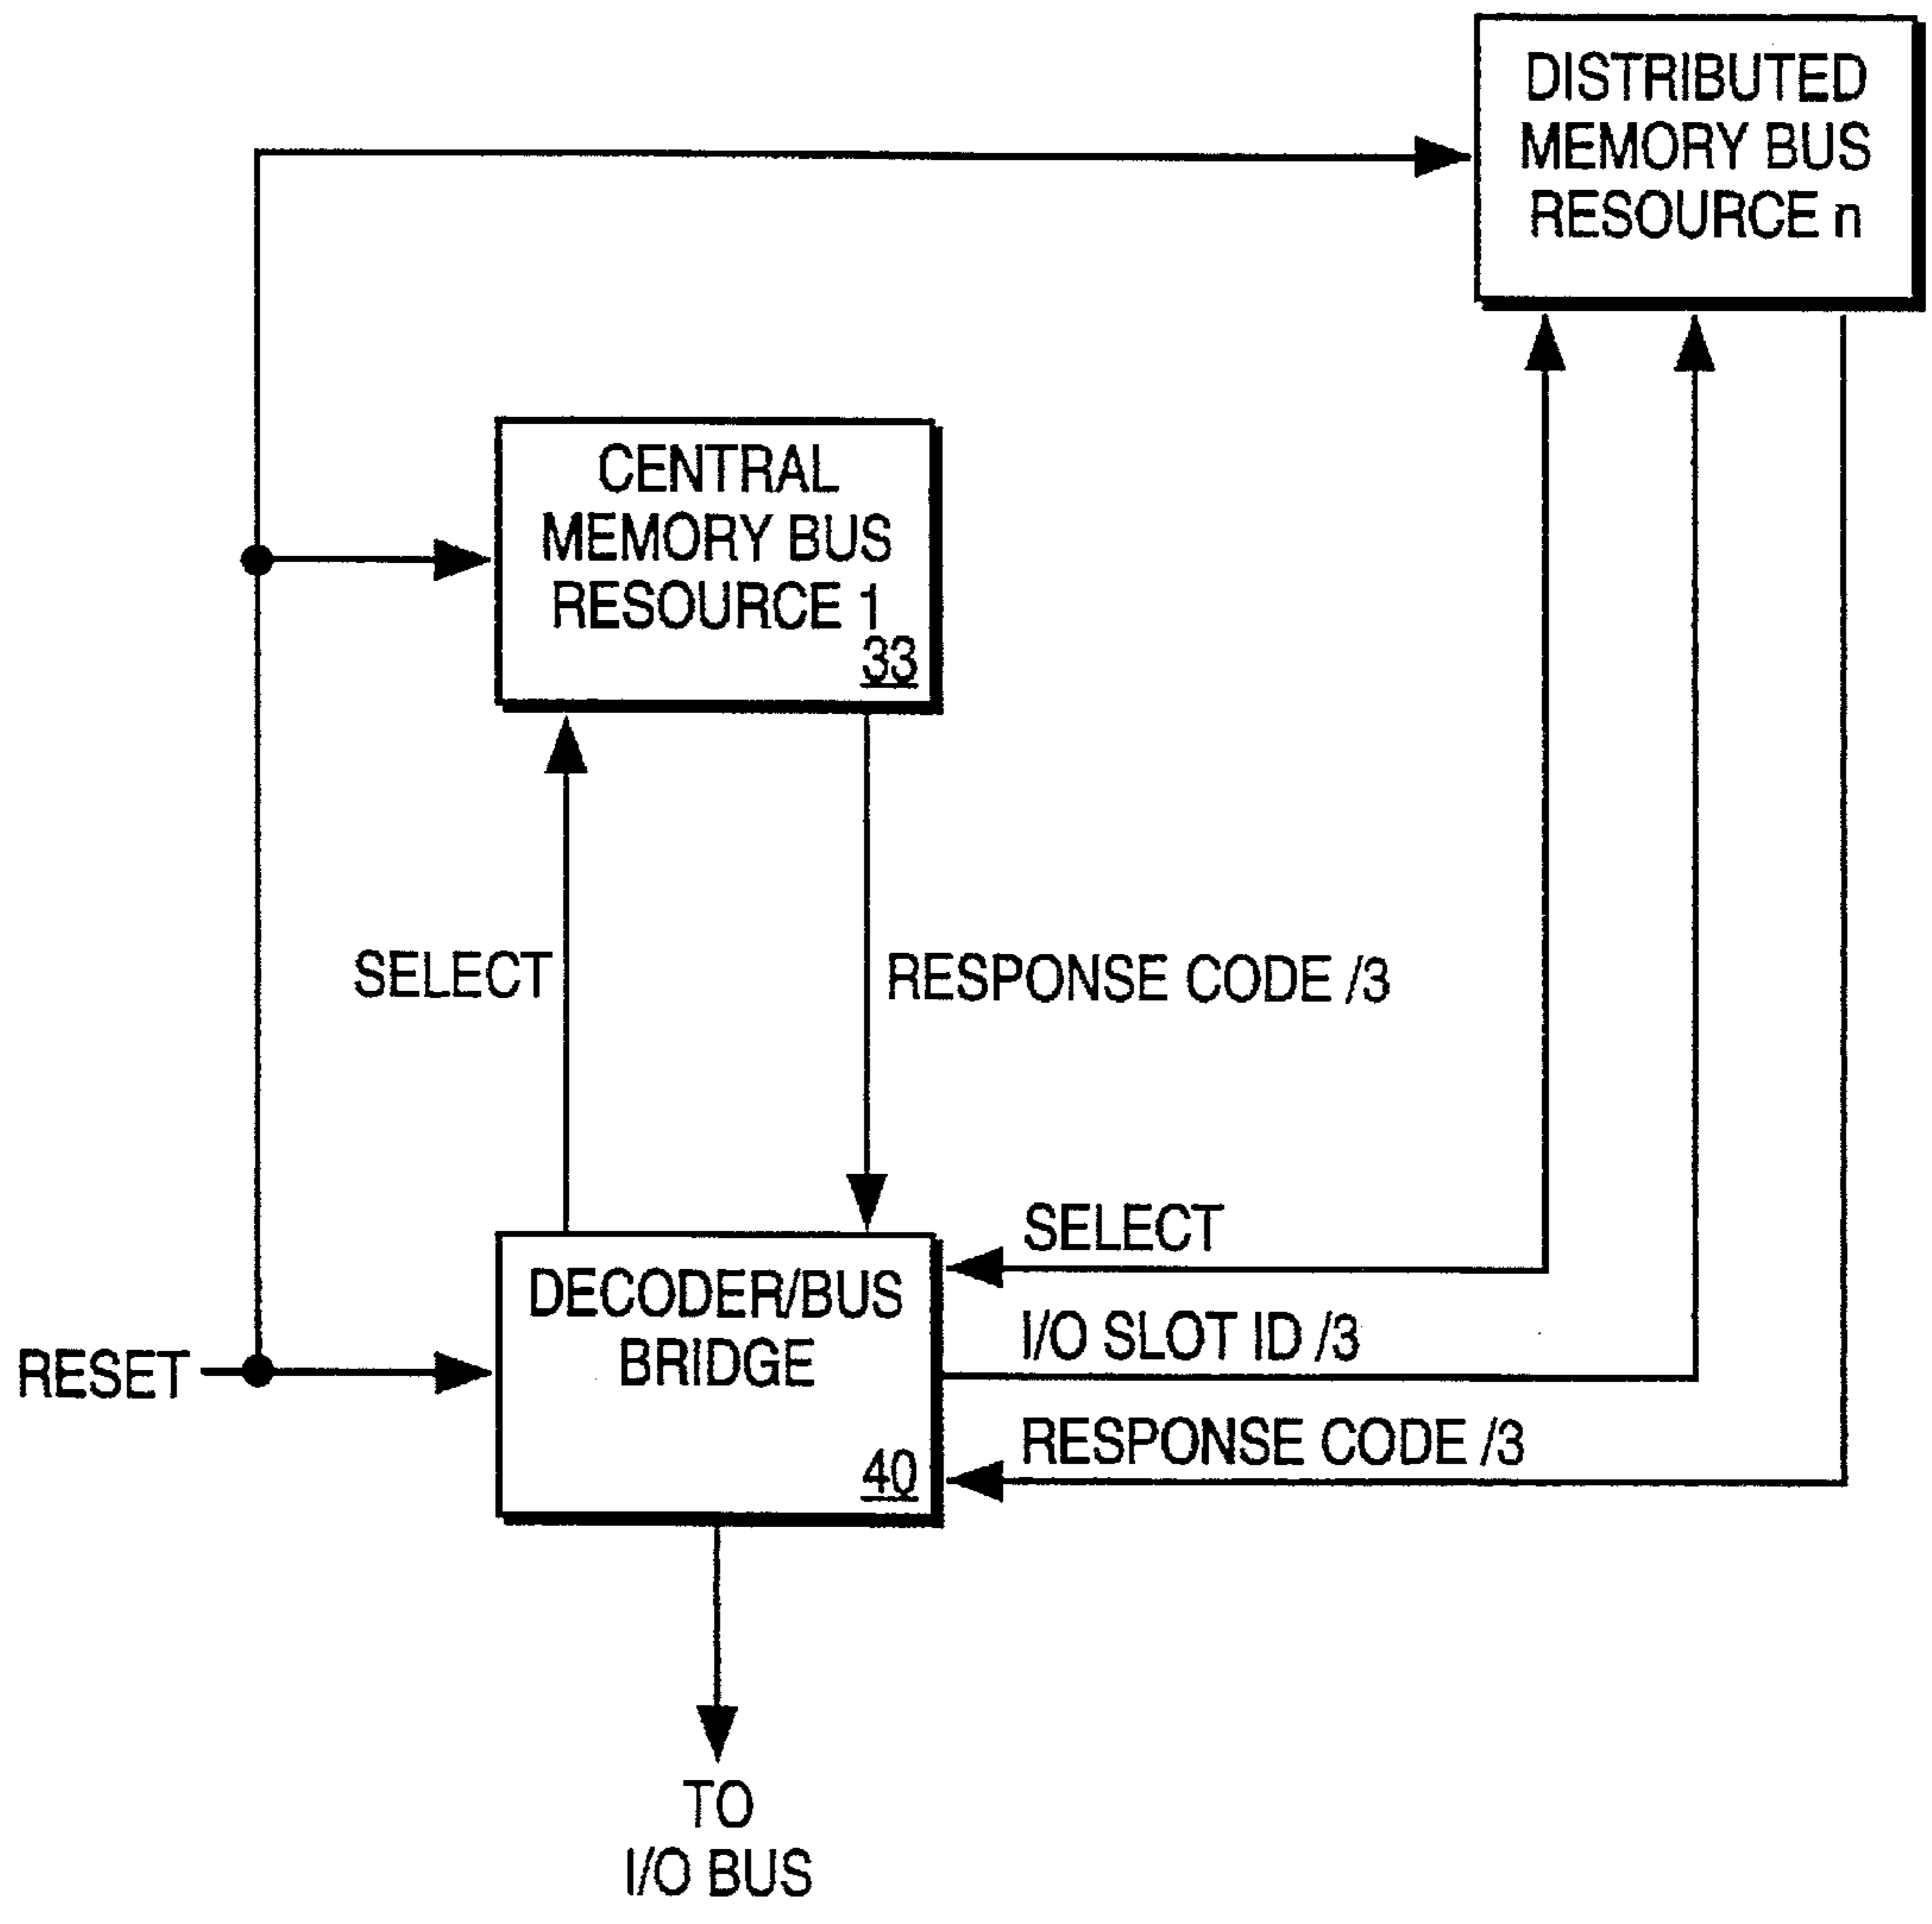 DISTRIBUTED
MEMORY BUS
RESOURCE n
CENTRAL
MEMORY BUS
RESOURCE 1
33
SELECT
RESPONSE CODE /3
SELECT
DECODER/BUS
BRIDGE
40
I/O SLOT ID /3
RESET
RESPONSE CODE /3
TO
I/O BUS